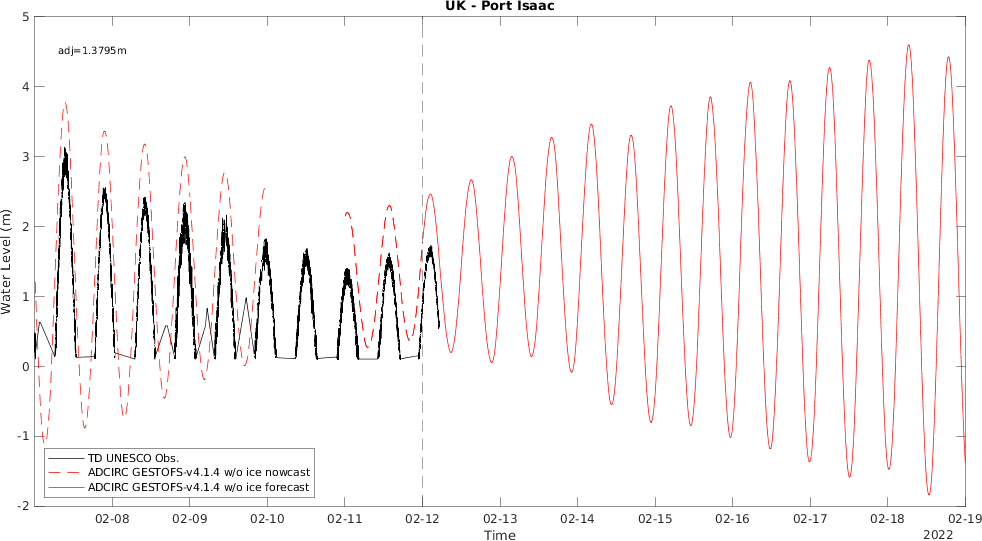 UK - Port Isaac
5
adj=1.3795m
4
3
2
1
0
-1
-2
Water Level (m)
TD UNESCO Obs.
ADCIRC GESTOFS-v4.1.4 w/o ice nowcast
ADCIRC GESTOFS-v4.1.4 w/o ice forecast
02-08 02-09 02-10 02-11 02-12 02-13 02-14 02-15 02-16 02-17 02-18 02-19
Time
2022